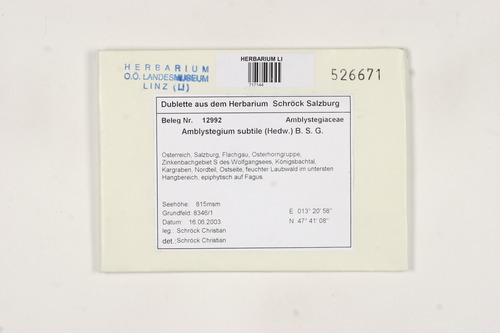 HERBARIUM
O.Ö. LANDESMUSEUM
LINZ (LI)
HERBARIUM LI
717144
526671
Dublette aus dem Herbarium Schröck Salzburg
Beleg Nr. 12992 Amblystegiaceae
Amblystegium subtile (Hedw.) B. S. G.
Österreich, Salzburg, Flachgau, Osterhorngruppe,
Zinkenbachgebiet S des Wolfgangsees, Königsbachtal,
Kargraben, Nordteil, Ostseite, feuchter Laubwald im untersten
Hangbereich, epiphytisch auf Fagus.
Seehöhe: 815msm
Grundfeld: 8346/1 E 013° 20' 58"
Datum: 16.06.2003 N 47° 41' 08"
leg.: Schröck Christian
det.: Schröck Christian